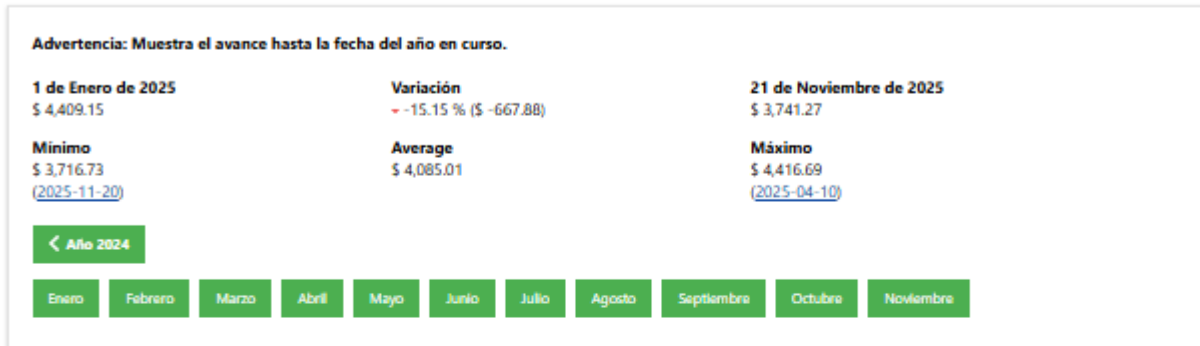 Advertencia: Muestra el avance hasta la fecha del año en curso.
1 de Enero de 2025
$ 4,409.15
Variación
-15.15 % ($ -667.88)
21 de Noviembre de 2025
$ 3,741.27
Mínimo
$ 3,716.73
(2025-11-20)
Average
$ 4,085.01
Máximo
$ 4,416.69
(2025-04-10)
Año 2024
Enero
Febrero
Marzo
Abril
Mayo
Junio
Julio
Agosto
Septiembre
Octubre
Noviembre